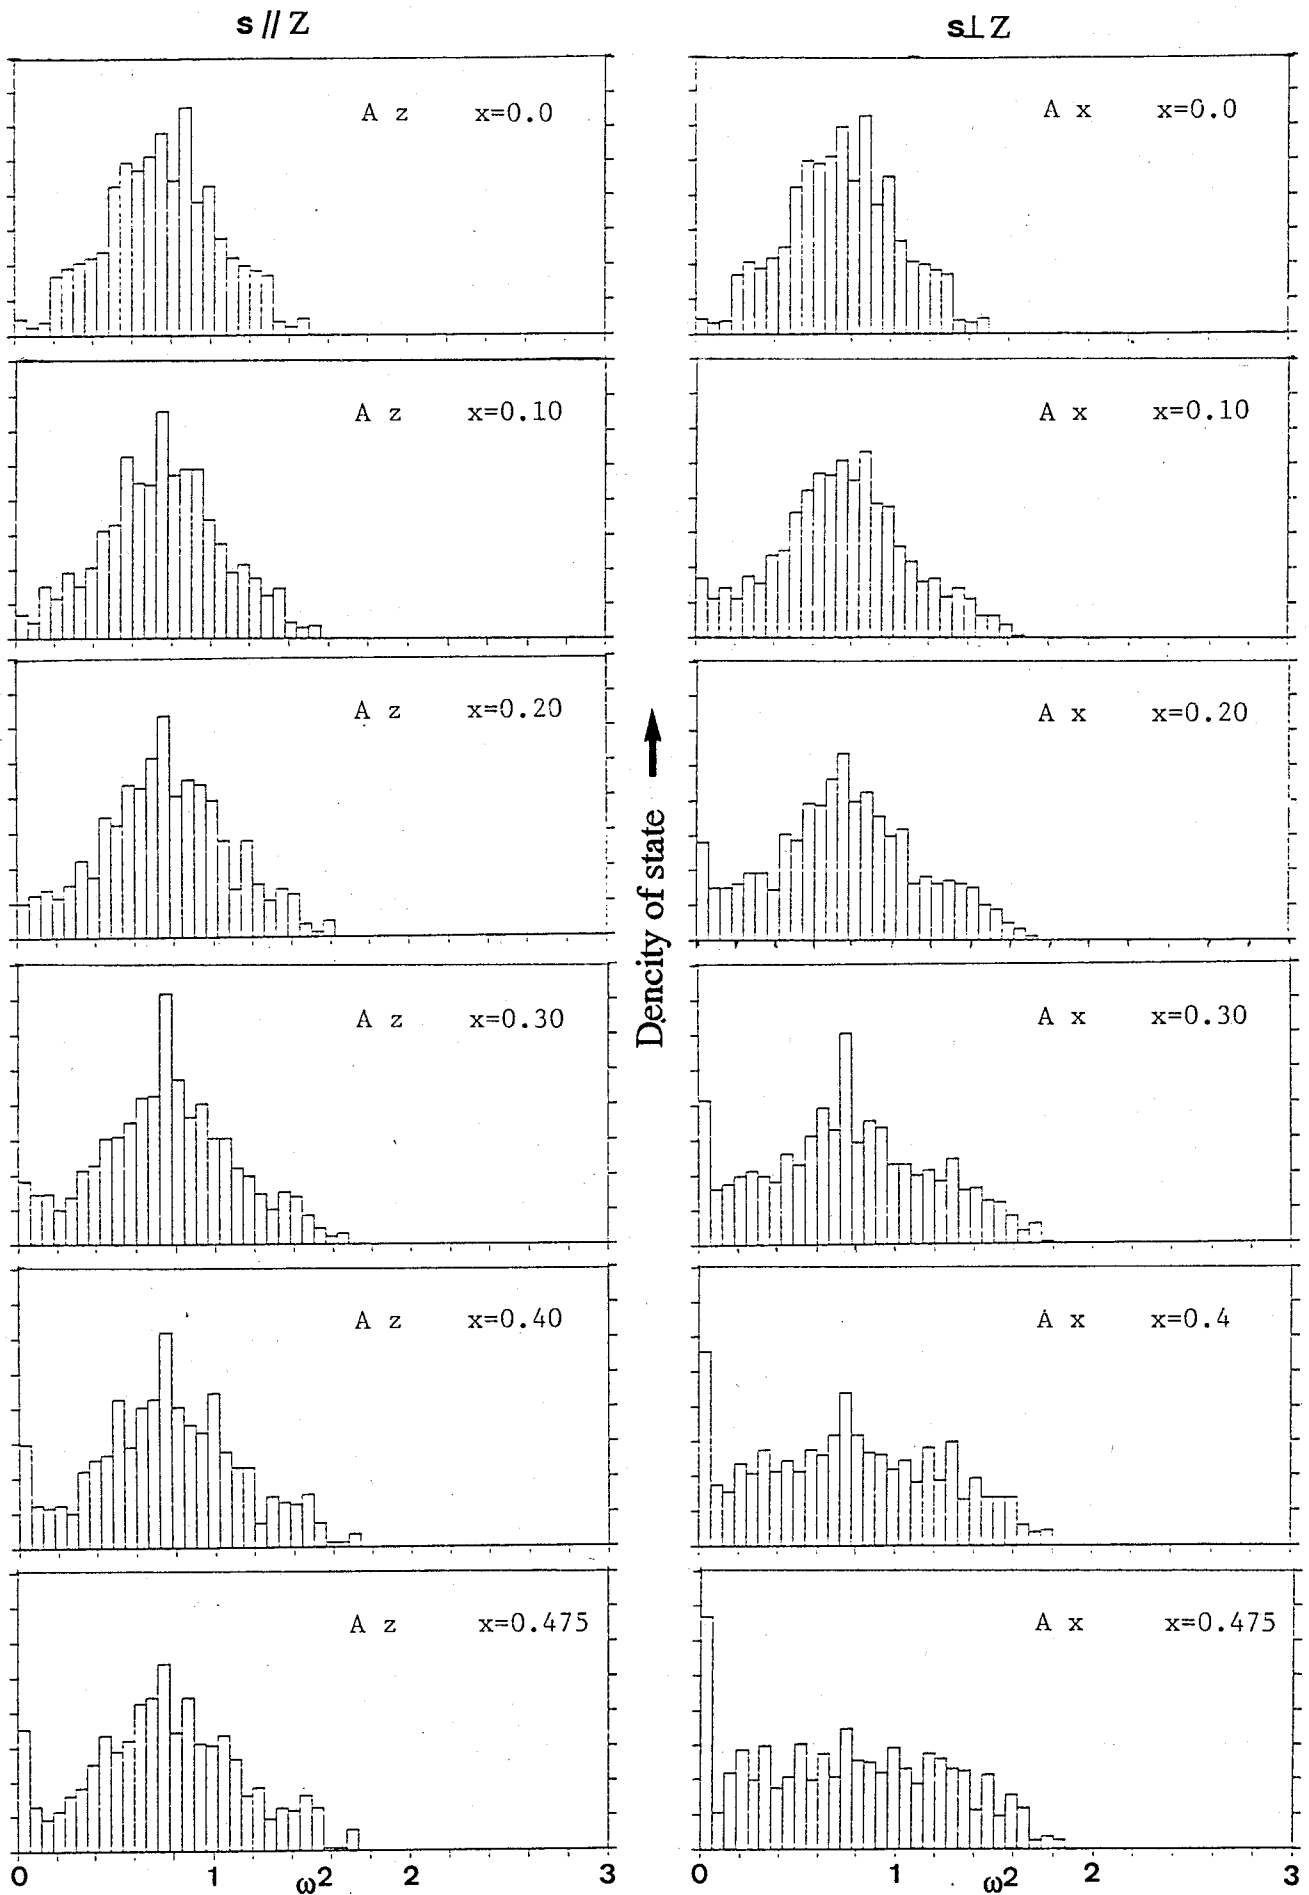 s // Z
s⊥Z
A z x=0.0
A x x=0.0
A z x=0.10
A x x=0.10
A z x=0.20
A x x=0.20
Dencity of state
A z x=0.30
A x x=0.30
A z x=0.40
A x x=0.4
A z x=0.475
A x x=0.475
0 1 ω2 2 3
0 1 ω2 2 3